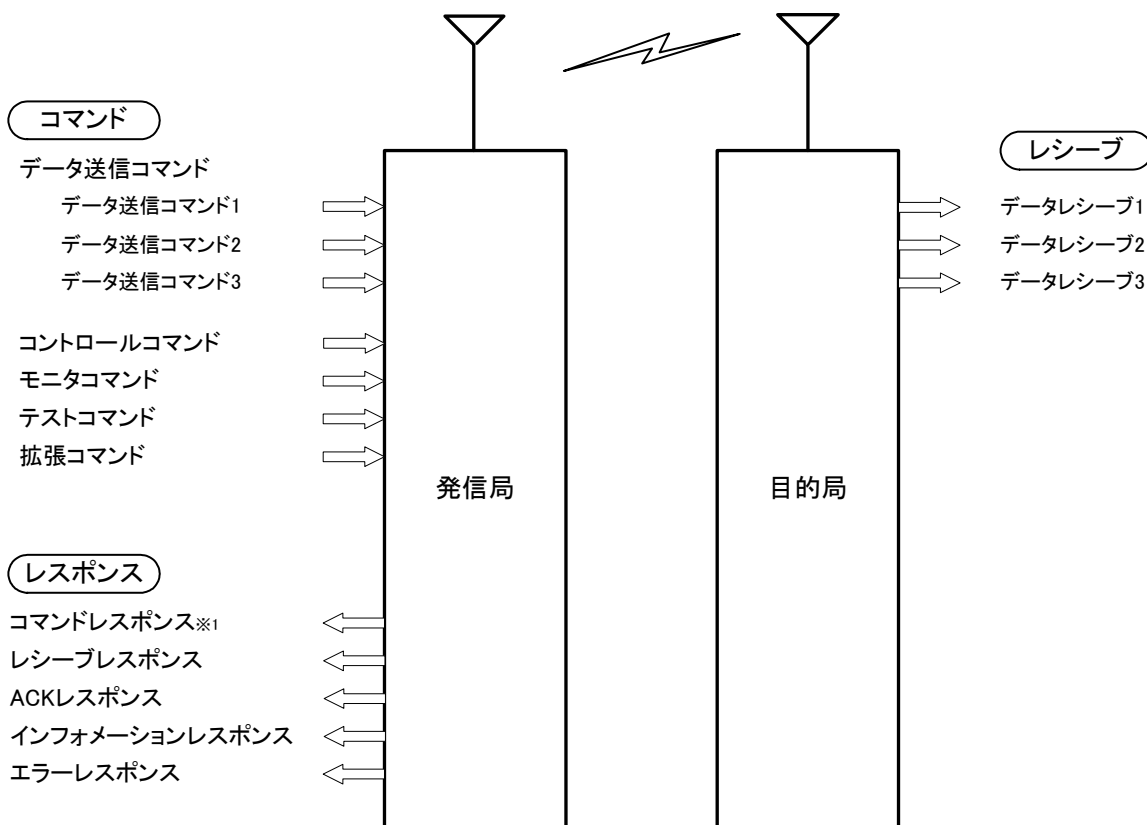 コマンド
データ送信コマンド
データ送信コマンド1
データ送信コマンド2
データ送信コマンド3
コントロールコマンド
モニタコマンド
テストコマンド
拡張コマンド
レスポンス
コマンドレスポンス※1
レシーブレスポンス
ACKレスポンス
インフォメーションレスポンス
エラーレスポンス
発信局
目的局
レシーブ
データレシーブ1
データレシーブ2
データレシーブ3